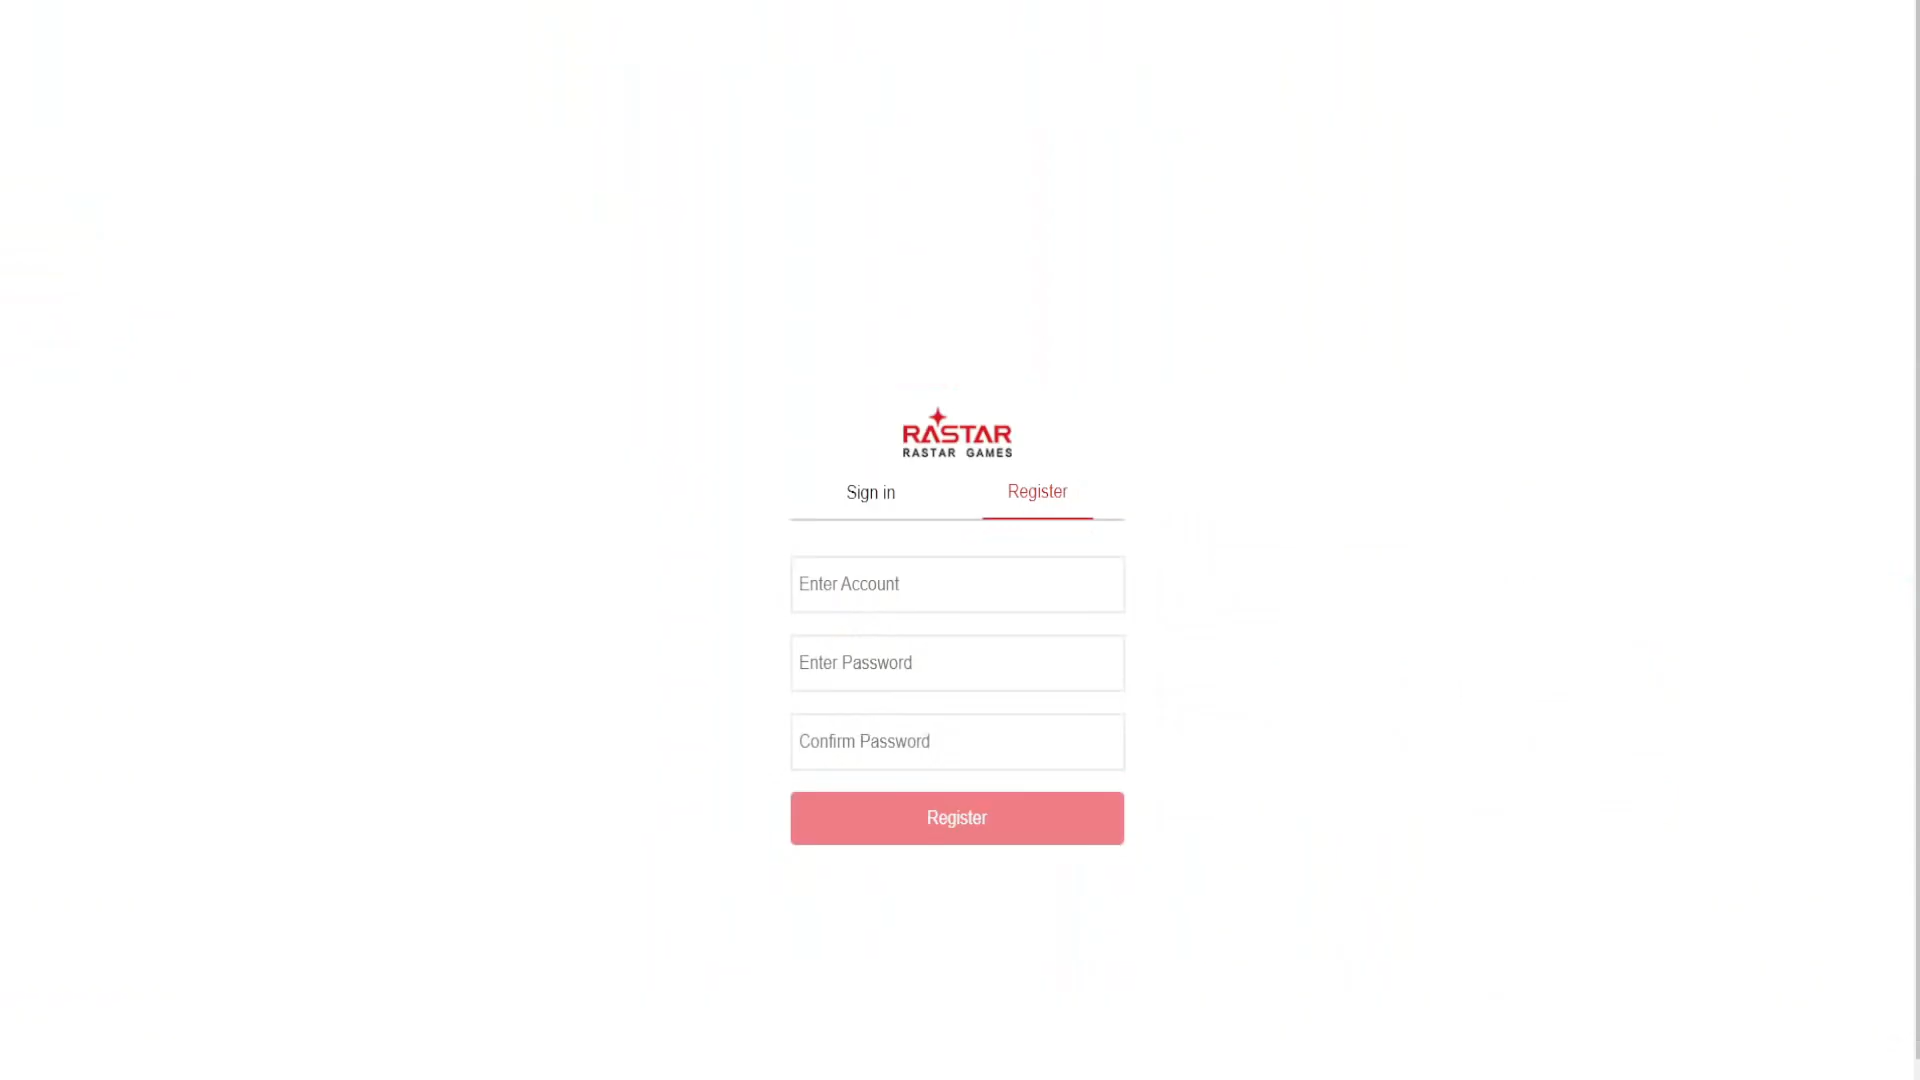 RASTAR
RASTAR GAMES
Sign in
Register
Enter Account
Enter Password
Confirm Password
Register